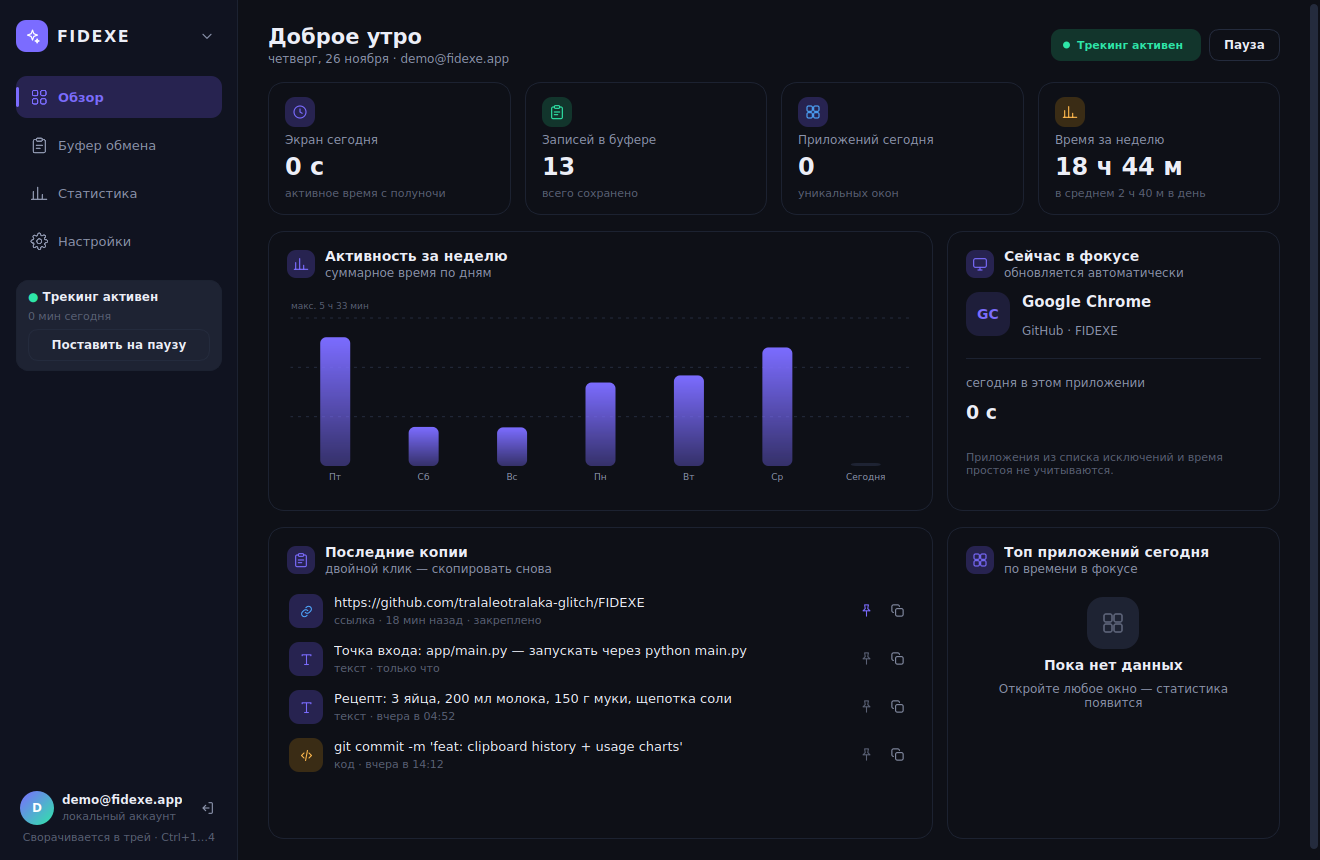 FIDEXE
Обзор
Буфер обмена
Статистика
Настройки
Трекинг активен
0 мин сегодня
Поставить на паузу
D
demo@fidexe.app
локальный аккаунт
Сворачивается в трей · Ctrl+1…4
Доброе утро
четверг, 26 ноября · demo@fidexe.app
Трекинг активен
Пауза
Экран сегодня
0 с
активное время с полуночи
Записей в буфере
13
всего сохранено
Приложений сегодня
0
уникальных окон
Время за неделю
18 ч 44 м
в среднем 2 ч 40 м в день
Активность за неделю
суммарное время по дням
макс. 5 ч 33 мин
Пт Сб Вс Пн Вт Ср Сегодня
Сейчас в фокусе
обновляется автоматически
GC
Google Chrome
GitHub · FIDEXE
сегодня в этом приложении
0 с
Приложения из списка исключений и время
простоя не учитываются.
Последние копии
двойной клик — скопировать снова
https://github.com/tralaleotralaka-glitch/FIDEXE
ссылка · 18 мин назад · закреплено
Точка входа: app/main.py — запускать через python main.py
текст · только что
Рецепт: 3 яйца, 200 мл молока, 150 г муки, щепотка соли
текст · вчера в 04:52
git commit -m 'feat: clipboard history + usage charts'
код · вчера в 14:12
Топ приложений сегодня
по времени в фокусе
Пока нет данных
Откройте любое окно — статистика
появится